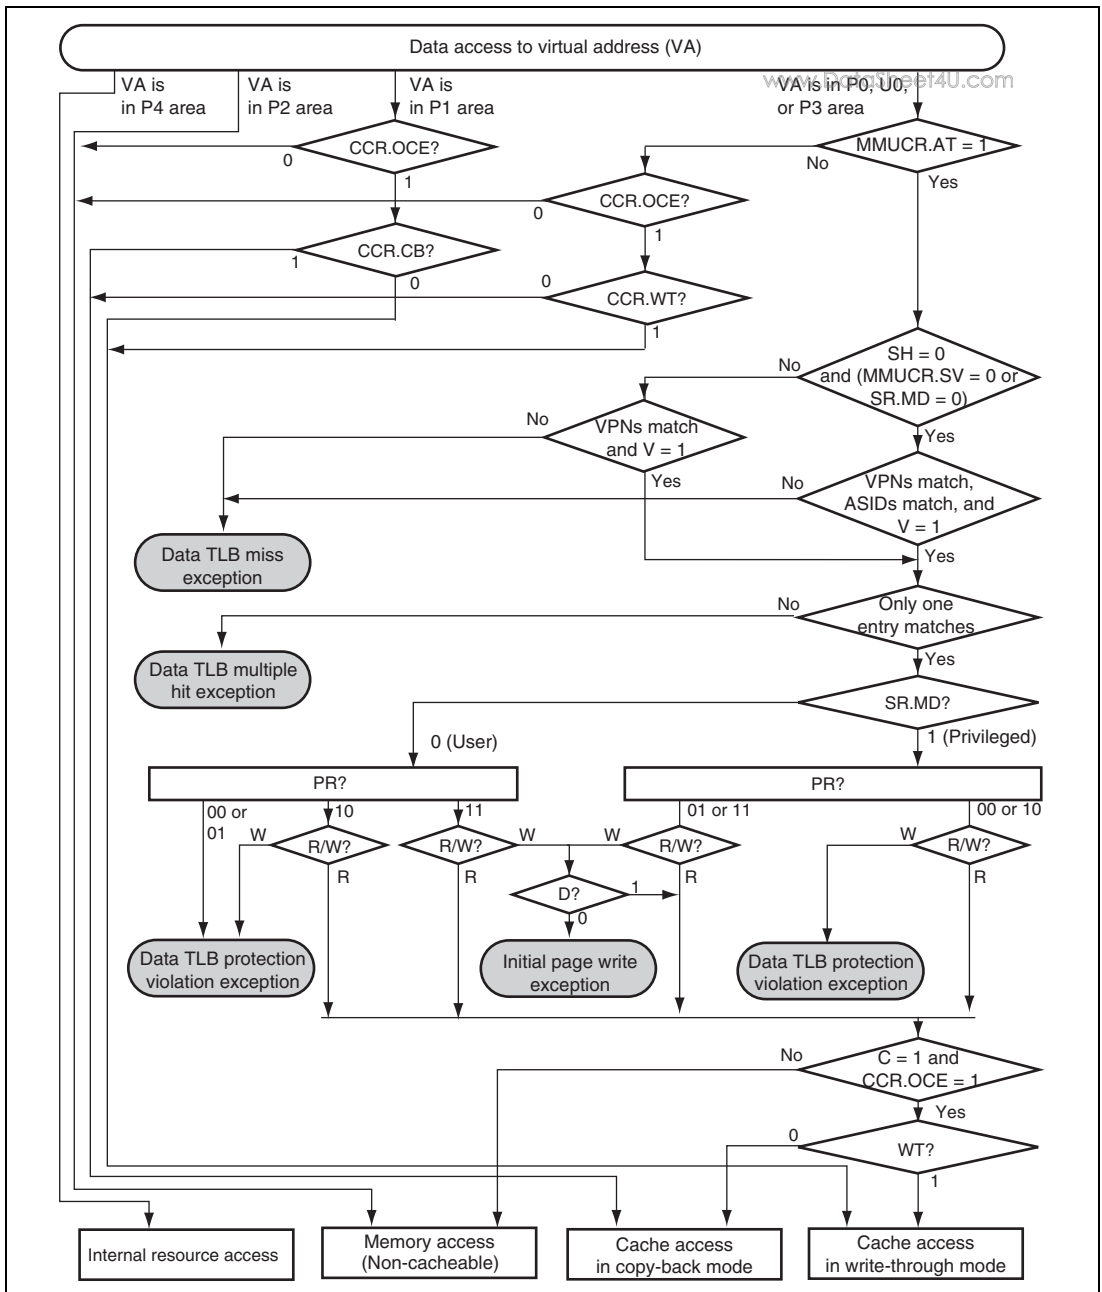 Data access to virtual address (VA)
www.DataSheet4U.com
VA is
in P4 area
VA is
in P2 area
VA is
in P1 area
VA is in P0, U0,
or P3 area
CCR.OCE?
0
1
MMUCR.AT = 1
No
Yes
CCR.OCE?
0
1
CCR.CB?
1
0
CCR.WT?
0
1
SH = 0
and (MMUCR.SV = 0 or
SR.MD = 0)
No
Yes
VPNs match
and V = 1
No
Yes
VPNs match,
ASIDs match, and
V = 1
No
Yes
Data TLB miss
exception
Only one
entry matches
No
Yes
Data TLB multiple
hit exception
SR.MD?
0 (User)
1 (Privileged)
PR?
PR?
00 or
01
10
11
01 or 11
00 or 10
W
R/W?
R
R/W?
W
R
W
R/W?
R
W
R/W?
R
D?
1
0
Data TLB protection
violation exception
Initial page write
exception
Data TLB protection
violation exception
No
C = 1 and
CCR.OCE = 1
Yes
0
WT?
1
Internal resource access
Memory access
(Non-cacheable)
Cache access
in copy-back mode
Cache access
in write-through mode